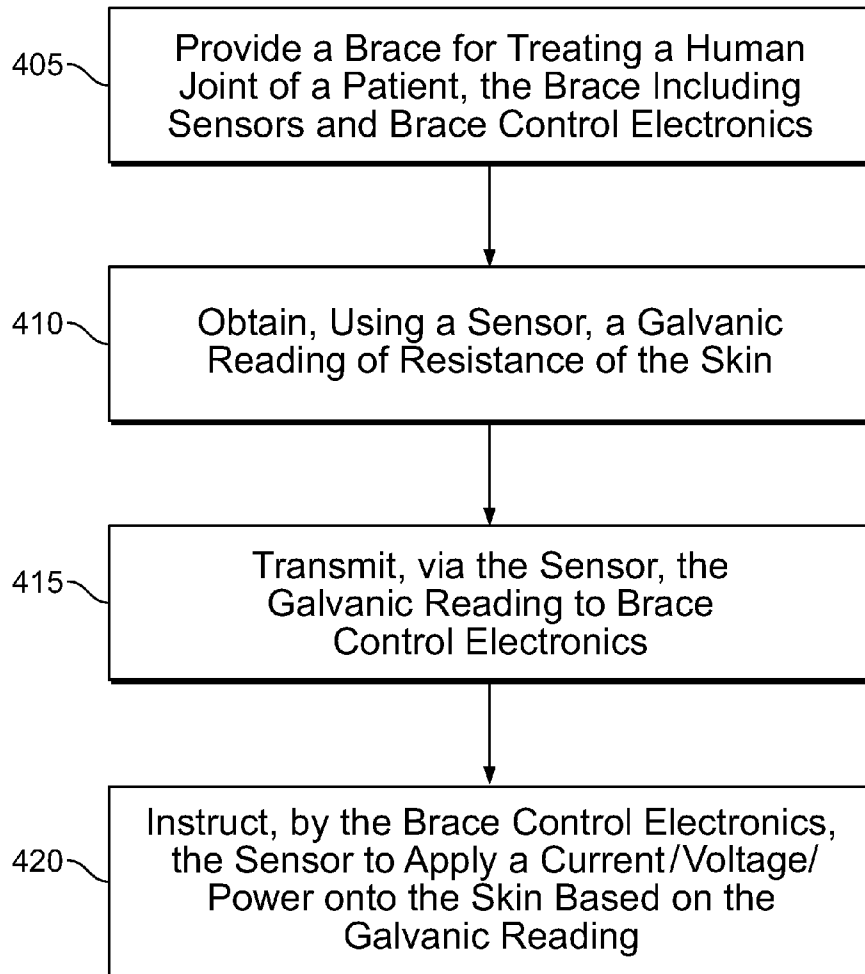 405
Provide a Brace for Treating a Human
Joint of a Patient, the Brace Including
Sensors and Brace Control Electronics
410
Obtain, Using a Sensor, a Galvanic
Reading of Resistance of the Skin
415
Transmit, via the Sensor, the
Galvanic Reading to Brace
Control Electronics
420
Instruct, by the Brace Control Electronics,
the Sensor to Apply a Current/Voltage/
Power onto the Skin Based on the
Galvanic Reading